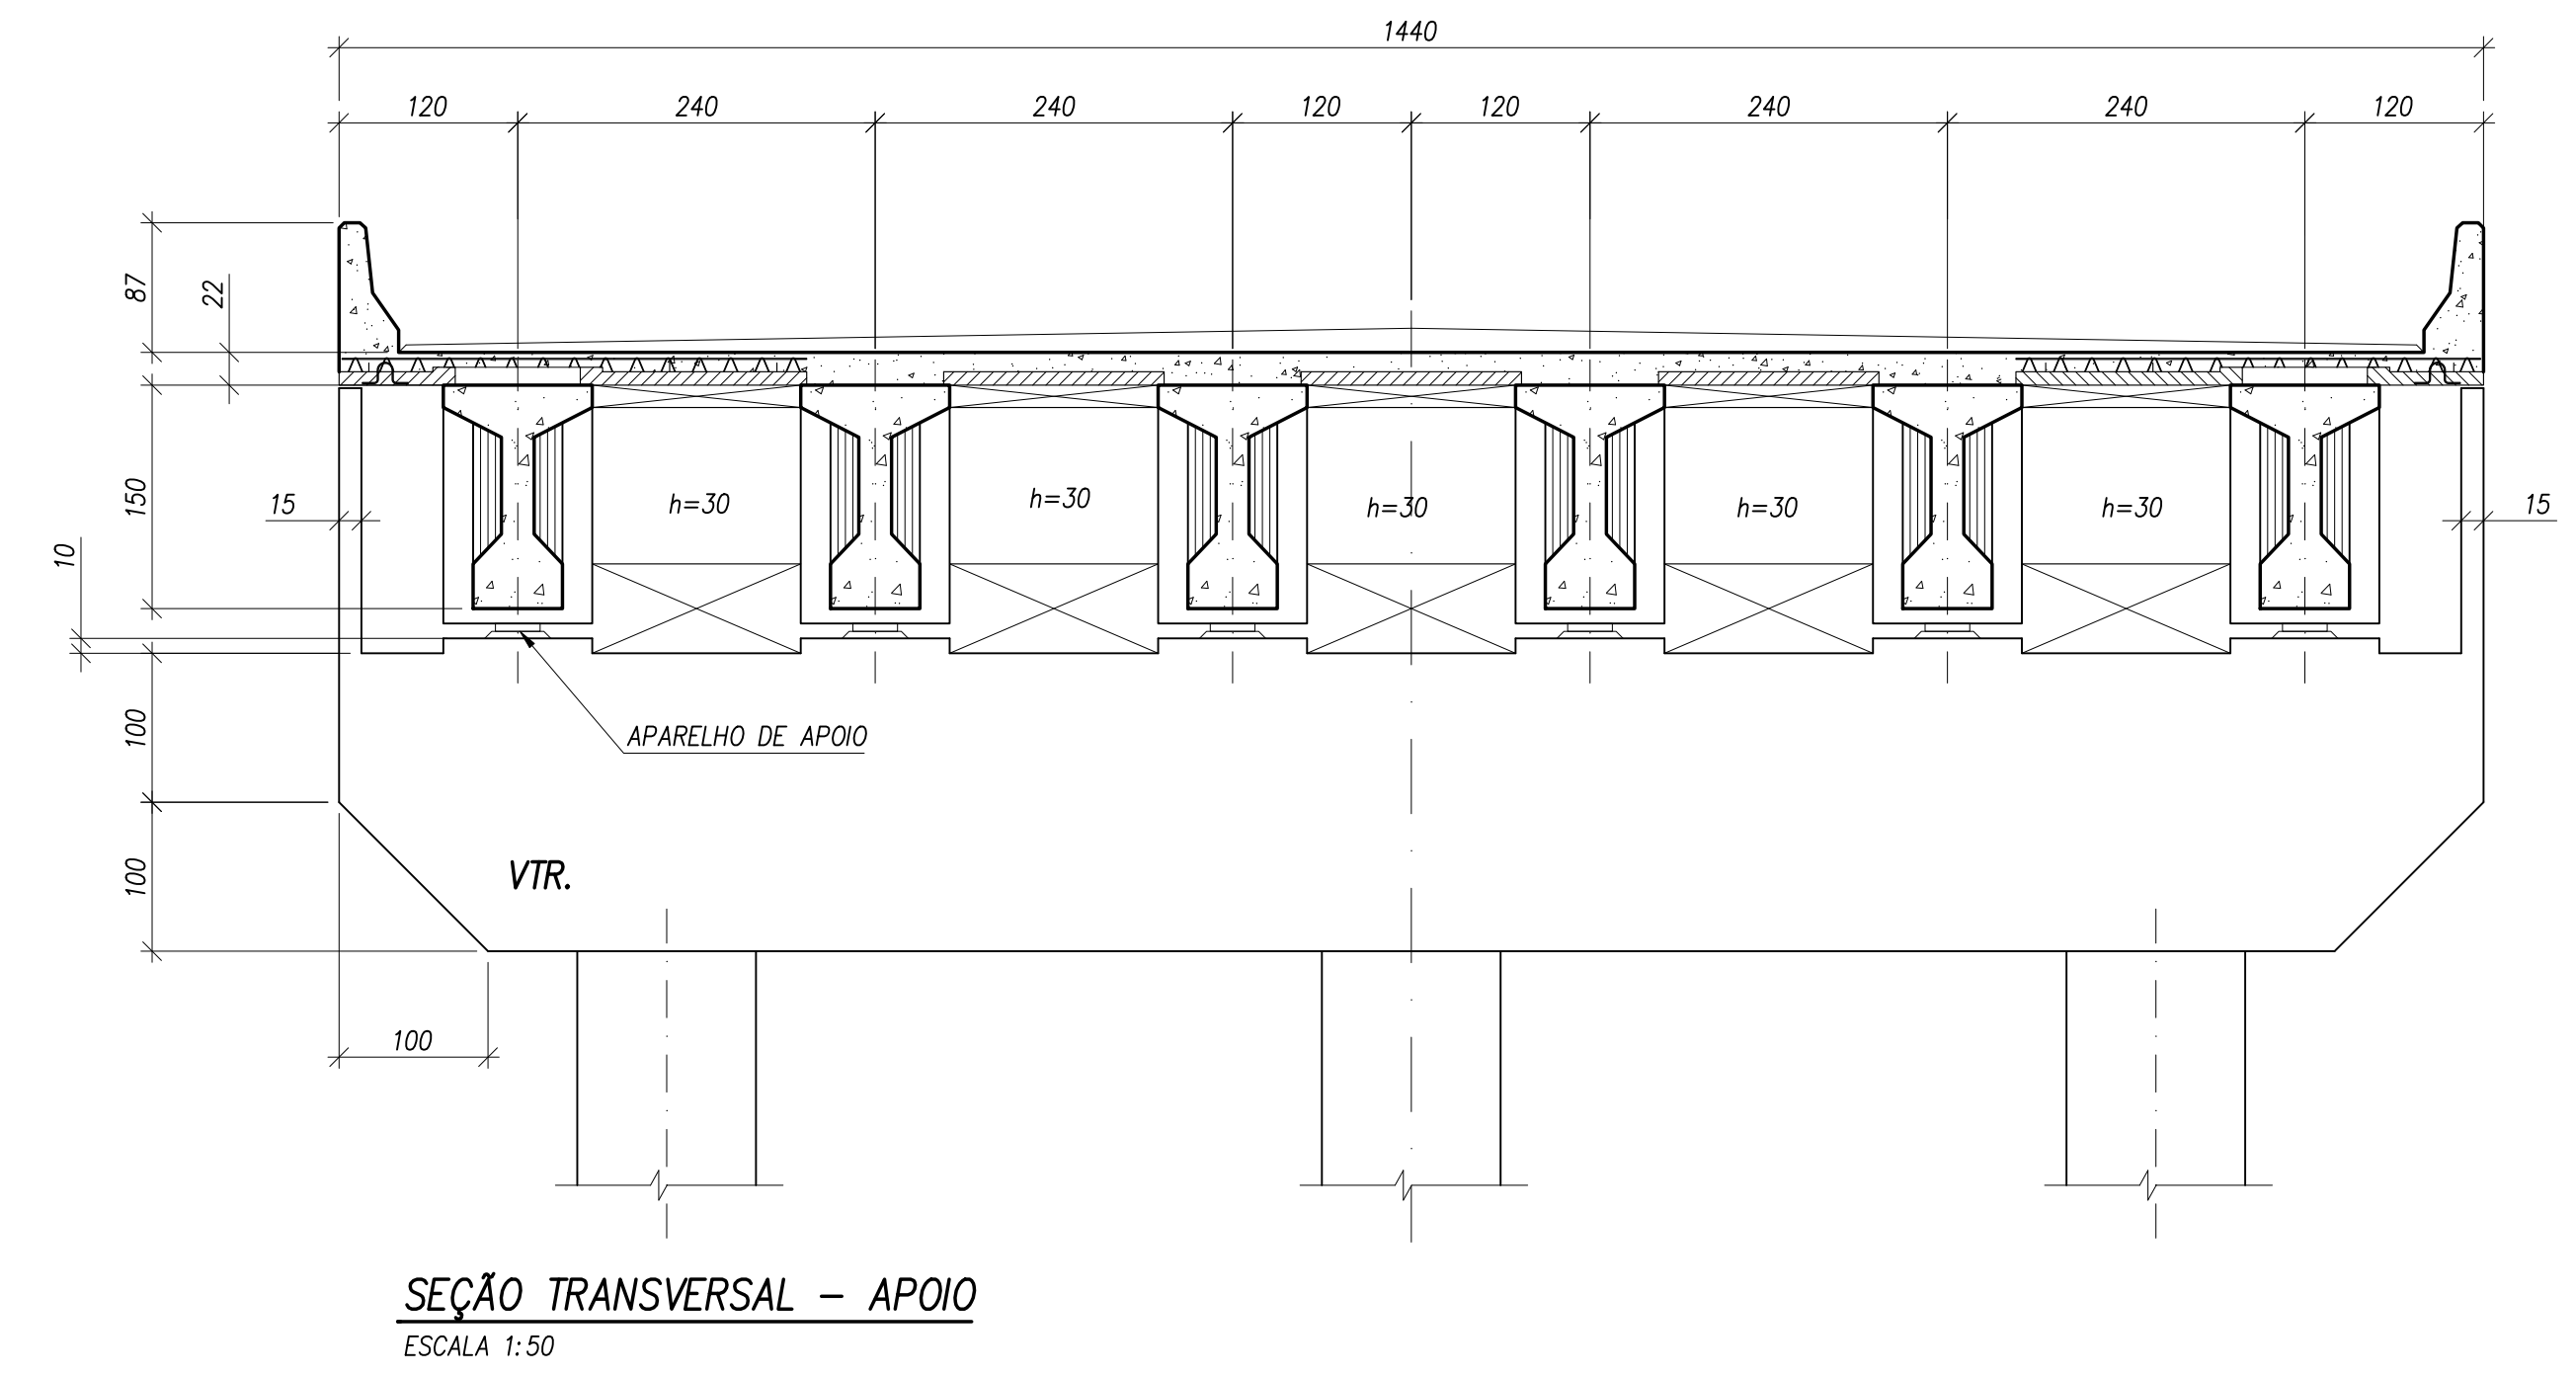 1440
120 240 240 120 120 240 240 120
87
22
150
15
15
10
h=30 h=30 h=30 h=30 h=30
APARELHO DE APOIO
100
100
VTR.
100
SEÇÃO TRANSVERSAL - APOIO
ESCALA 1:50